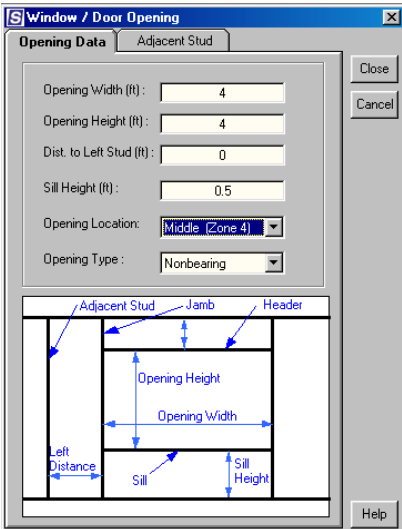 S Window / Door Opening
Opening Data Adjacent Stud
Close
Cancel
Opening Width (ft) : 4
Opening Height (ft) : 4
Dist. to Left Stud (ft) : 0
Sill Height (ft) : 0.5
Opening Location: Middle (Zone 4)
Opening Type : Nonbearing
Adjacent Stud Jamb Header
Opening Height
Opening Width
Left
Distance
Sill
Sill
Height
Help